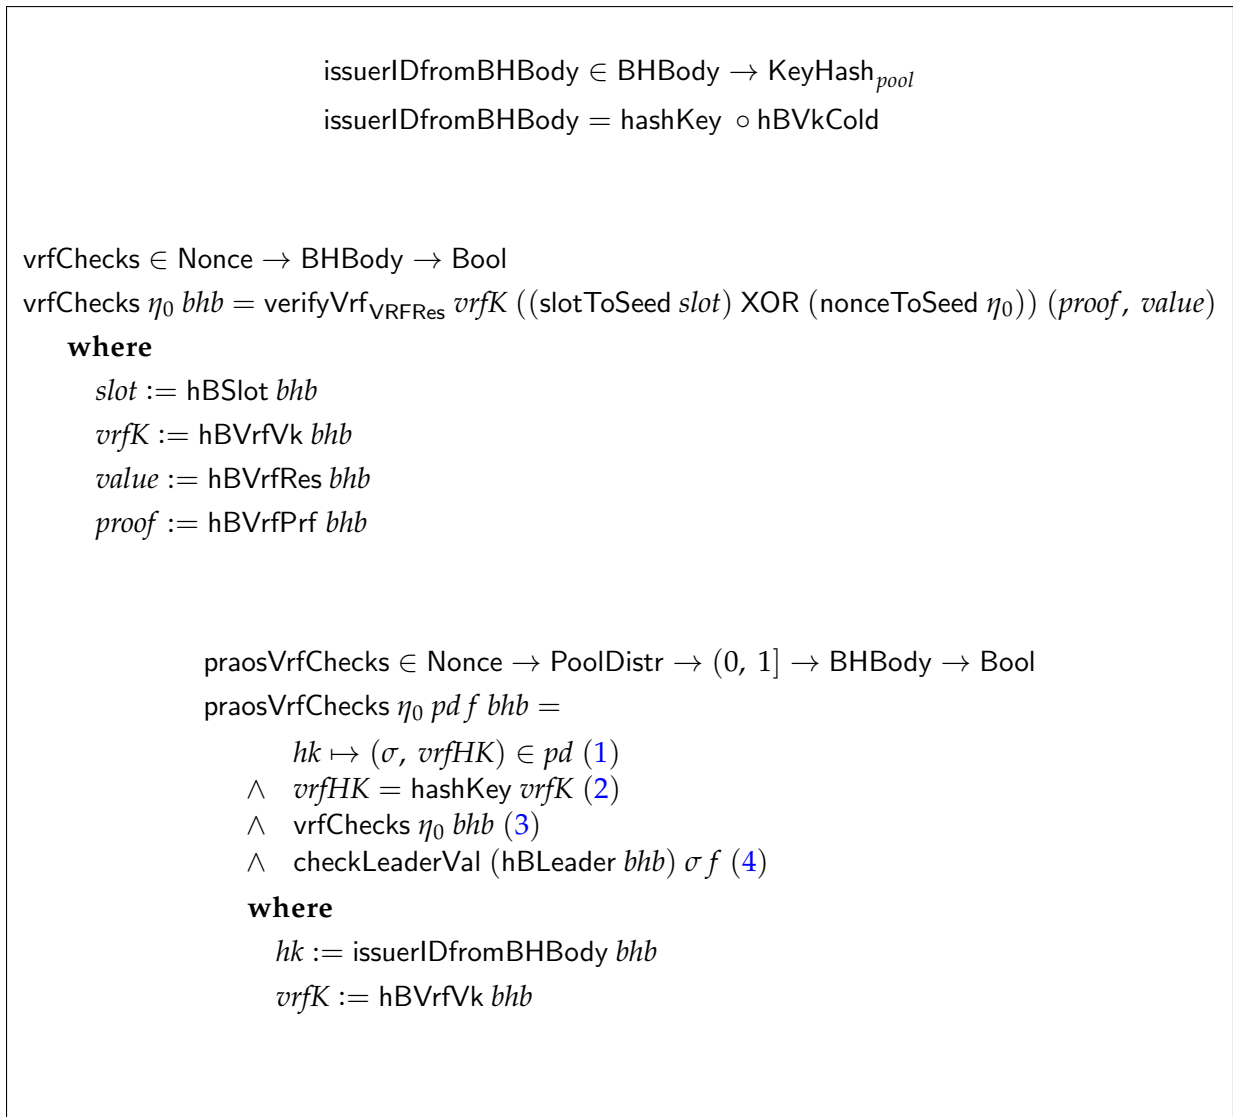 issuerIDfromBHBody ∈ BHBody → KeyHash_pool
issuerIDfromBHBody = hashKey ∘ hBVkCold
vrfChecks ∈ Nonce → BHBody → Bool
vrfChecks η₀ bhb = verifyVrf_VRFRes vrfK ((slotToSeed slot) XOR (nonceToSeed η₀)) (proof, value)
where
slot := hBSlot bhb
vrfK := hBVrfVk bhb
value := hBVrfRes bhb
proof := hBVrfPrf bhb
praosVrfChecks ∈ Nonce → PoolDistr → (0, 1] → BHBody → Bool
praosVrfChecks η₀ pd f bhb =
hk ↦ (σ, vrfHK) ∈ pd (1)
∧ vrfHK = hashKey vrfK (2)
∧ vrfChecks η₀ bhb (3)
∧ checkLeaderVal (hBLeader bhb) σ f (4)
where
hk := issuerIDfromBHBody bhb
vrfK := hBVrfVk bhb